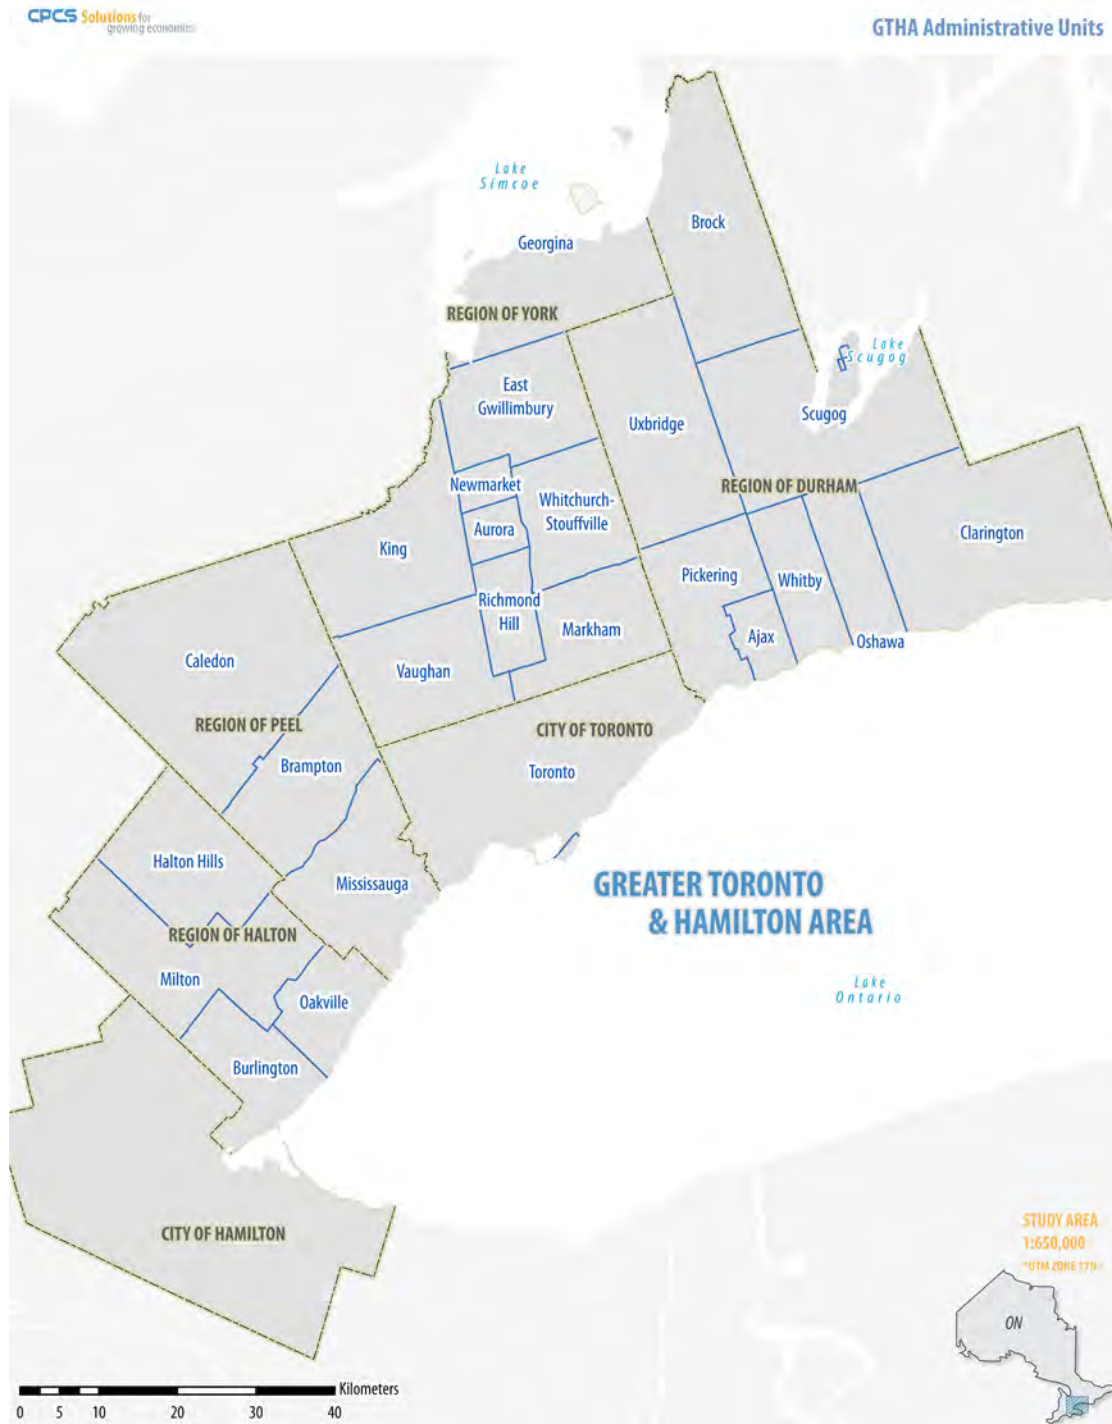 CPCS Solutions for
growing economies
GTHA Administrative Units
Lake
Simcoe
Brock
Georgina
REGION OF YORK
Lake
Scugog
East
Gwillimbury
Uxbridge
Scugog
Newmarket
REGION OF DURHAM
Whitchurch-
Stouffville
Aurora
Clarington
King
Pickering
Whitby
Richmond
Hill
Markham
Ajax
Oshawa
Caledon
Vaughan
REGION OF PEEL
CITY OF TORONTO
Brampton
Toronto
Halton Hills
Mississauga
GREATER TORONTO
& HAMILTON AREA
REGION OF HALTON
Milton
Oakville
Lake
Ontario
Burlington
CITY OF HAMILTON
STUDY AREA
1:650,000
*UTM ZONE 17N
ON
Kilometers
0 5 10 20 30 40